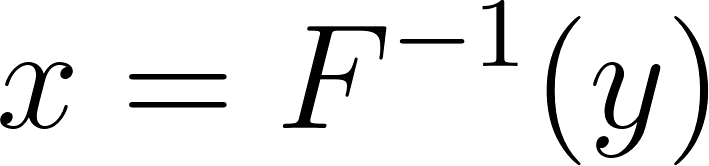 x = F⁻¹(y)